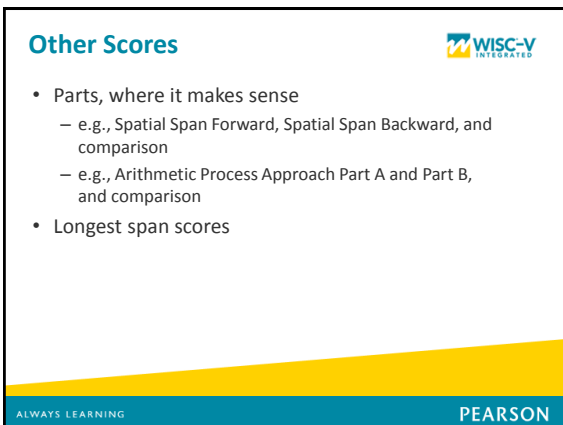 Other Scores
WISC-V
INTEGRATED
• Parts, where it makes sense
– e.g., Spatial Span Forward, Spatial Span Backward, and
comparison
– e.g., Arithmetic Process Approach Part A and Part B,
and comparison
• Longest span scores
ALWAYS LEARNING
PEARSON